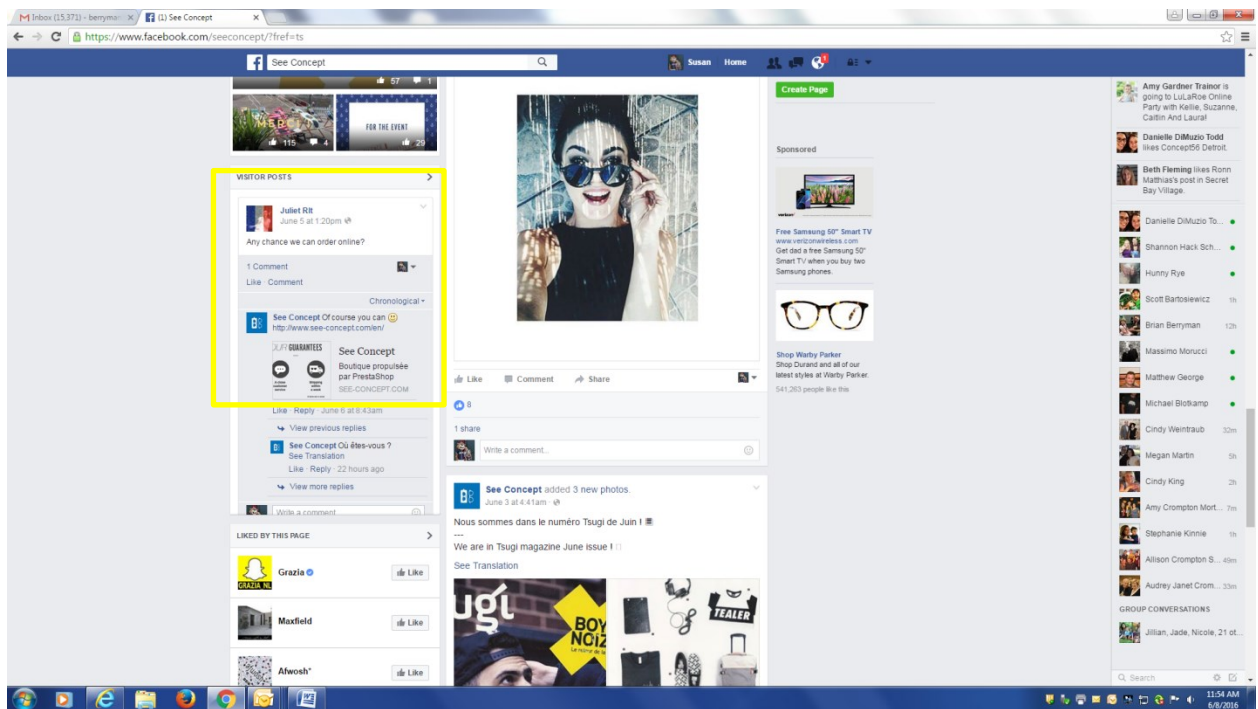 Inbox (15,371) - berryma
(1) See Concept
https://www.facebook.com/seeconcept/?fref=ts
See Concept
Susan
Home
57
1
MERCI
115
4
FOR THE EVENT
29
VISITOR POSTS
Juliet Rlt
June 5 at 1:20pm
Any chance we can order online?
1 Comment
Like · Comment
Chronological
See Concept Of course you can
http://www.see-concept.com/en/
OUR GUARANTEES
See Concept
Boutique propulsée
par PrestaShop
SEE-CONCEPT.COM
Like · Reply · June 6 at 8:43am
View previous replies
See Concept Où êtes-vous ?
See Translation
Like · Reply · 22 hours ago
View more replies
Write a comment
LIKED BY THIS PAGE
Grazia
Like
GRAZIA NL
Maxfield
Like
Afwosh*
Like
Like
Comment
Share
8
1 share
Write a comment...
See Concept added 3 new photos.
June 3 at 4:41am
Nous sommes dans le numéro Tsugi de Juin !
---
We are in Tsugi magazine June issue !
See Translation
ugi
BOY
NOIZ
TEALER
Create Page
Sponsored
verizon
Free Samsung 50" Smart TV
www.verizonwireless.com
Get dad a free Samsung 50"
Smart TV when you buy two
Samsung phones.
Shop Warby Parker
Shop Durand and all of our
latest styles at Warby Parker.
541,263 people like this
Amy Gardner Trainor is
going to LuLaRoe Online
Party with Kellie, Suzanne,
Caitlin And Laura!
Danielle DiMuzio Todd
likes Concept56 Detroit.
Beth Fleming likes Ronn
Matthias's post in Secret
Bay Village.
Danielle DiMuzio To...
Shannon Hack Sch...
Hunny Rye
Scott Bartosiewicz 1h
Brian Berryman 12h
Massimo Morucci
Matthew George
Michael Blotkamp
Cindy Weintraub 32m
Megan Martin 5h
Cindy King 2h
Amy Crompton Mort... 7m
Stephanie Kinnie 1h
Allison Crompton S... 49m
Audrey Janet Crom... 33m
GROUP CONVERSATIONS
Jillian, Jade, Nicole, 21 ot...
Search
11:54 AM
6/8/2016